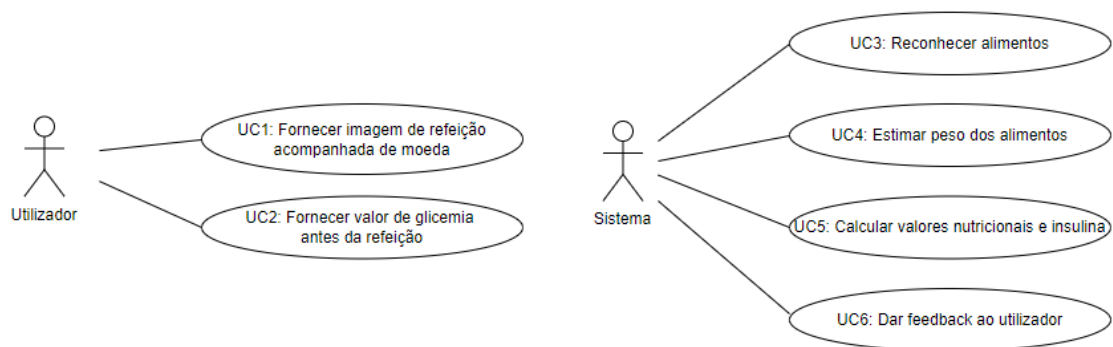 Utilizador
UC1: Fornecer imagem de refeição
acompanhada de moeda
UC2: Fornecer valor de glicemia
antes da refeição
Sistema
UC3: Reconhecer alimentos
UC4: Estimar peso dos alimentos
UC5: Calcular valores nutricionais e insulina
UC6: Dar feedback ao utilizador